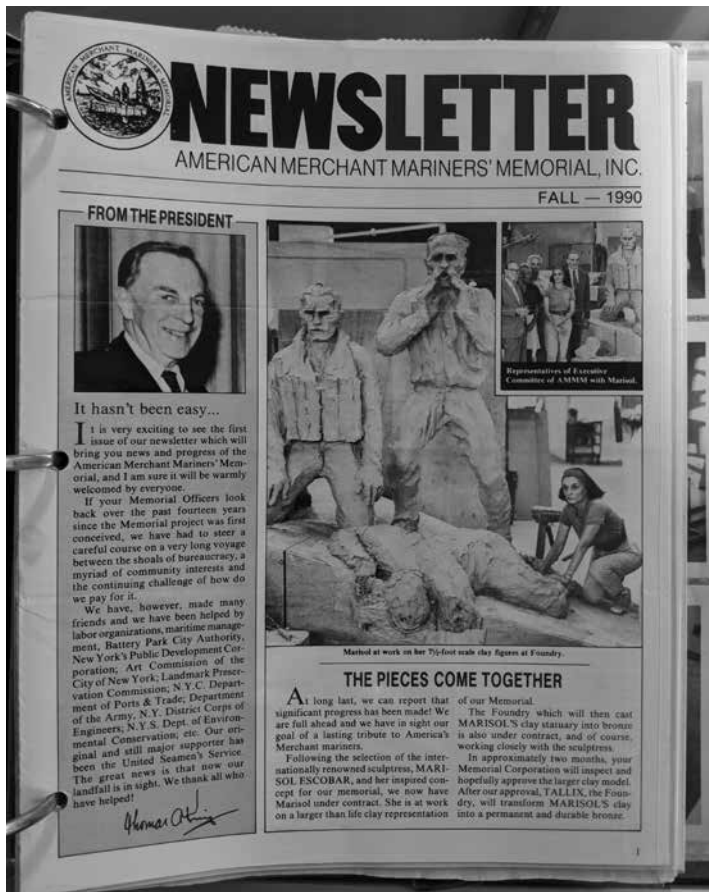 AMERICAN MERCHANT MARINERS MEMORIAL
NEWSLETTER
AMERICAN MERCHANT MARINERS' MEMORIAL, INC.
FALL — 1990
FROM THE PRESIDENT
It hasn't been easy...
It is very exciting to see the first
issue of our newsletter which will
bring you news and progress of the
American Merchant Mariners' Mem-
orial, and I am sure it will be warmly
welcomed by everyone.
If your Memorial Officers look
back over the past fourteen years
since the Memorial project was first
conceived, we have had to steer a
careful course on a very long voyage
between the shoals of bureaucracy, a
myriad of community interests and
the continuing challenge of how do
we pay for it.
We have, however, made many
friends and we have been helped by
labor organizations, maritime manage-
ment, Battery Park City Authority,
New York's Public Development Cor-
poration; Art Commission of the
City of New York; Landmark Preser-
vation Commission; N.Y.C. Depart-
ment of Ports & Trade; Department
of the Army, N.Y. District Corps of
Engineers; N.Y.S. Dept. of Environ-
mental Conservation; etc. Our ori-
ginal and still major supporter has
been the United Seamen's Service.
The great news is that now our
landfall is in sight. We thank all who
have helped!
Representatives of Executive
Committee of AMMM with Marisol.
Marisol at work on her 7½-foot scale clay figures at Foundry.
THE PIECES COME TOGETHER
At long last, we can report that
significant progress has been made! We
are full ahead and we have in sight our
goal of a lasting tribute to America's
Merchant mariners.
Following the selection of the inter-
nationally renowned sculptress, MARI-
SOL ESCOBAR, and her inspired con-
cept for our memorial, we now have
Marisol under contract. She is at work
on a larger than life clay representation
of our Memorial.
The Foundry which will then cast
MARISOL'S clay statuary into bronze
is also under contract, and of course,
working closely with the sculptress.
In approximately two months, your
Memorial Corporation will inspect and
hopefully approve the larger clay model.
After our approval, TALLIX, the Foun-
dry, will transform MARISOL'S clay
into a permanent and durable bronze.
1